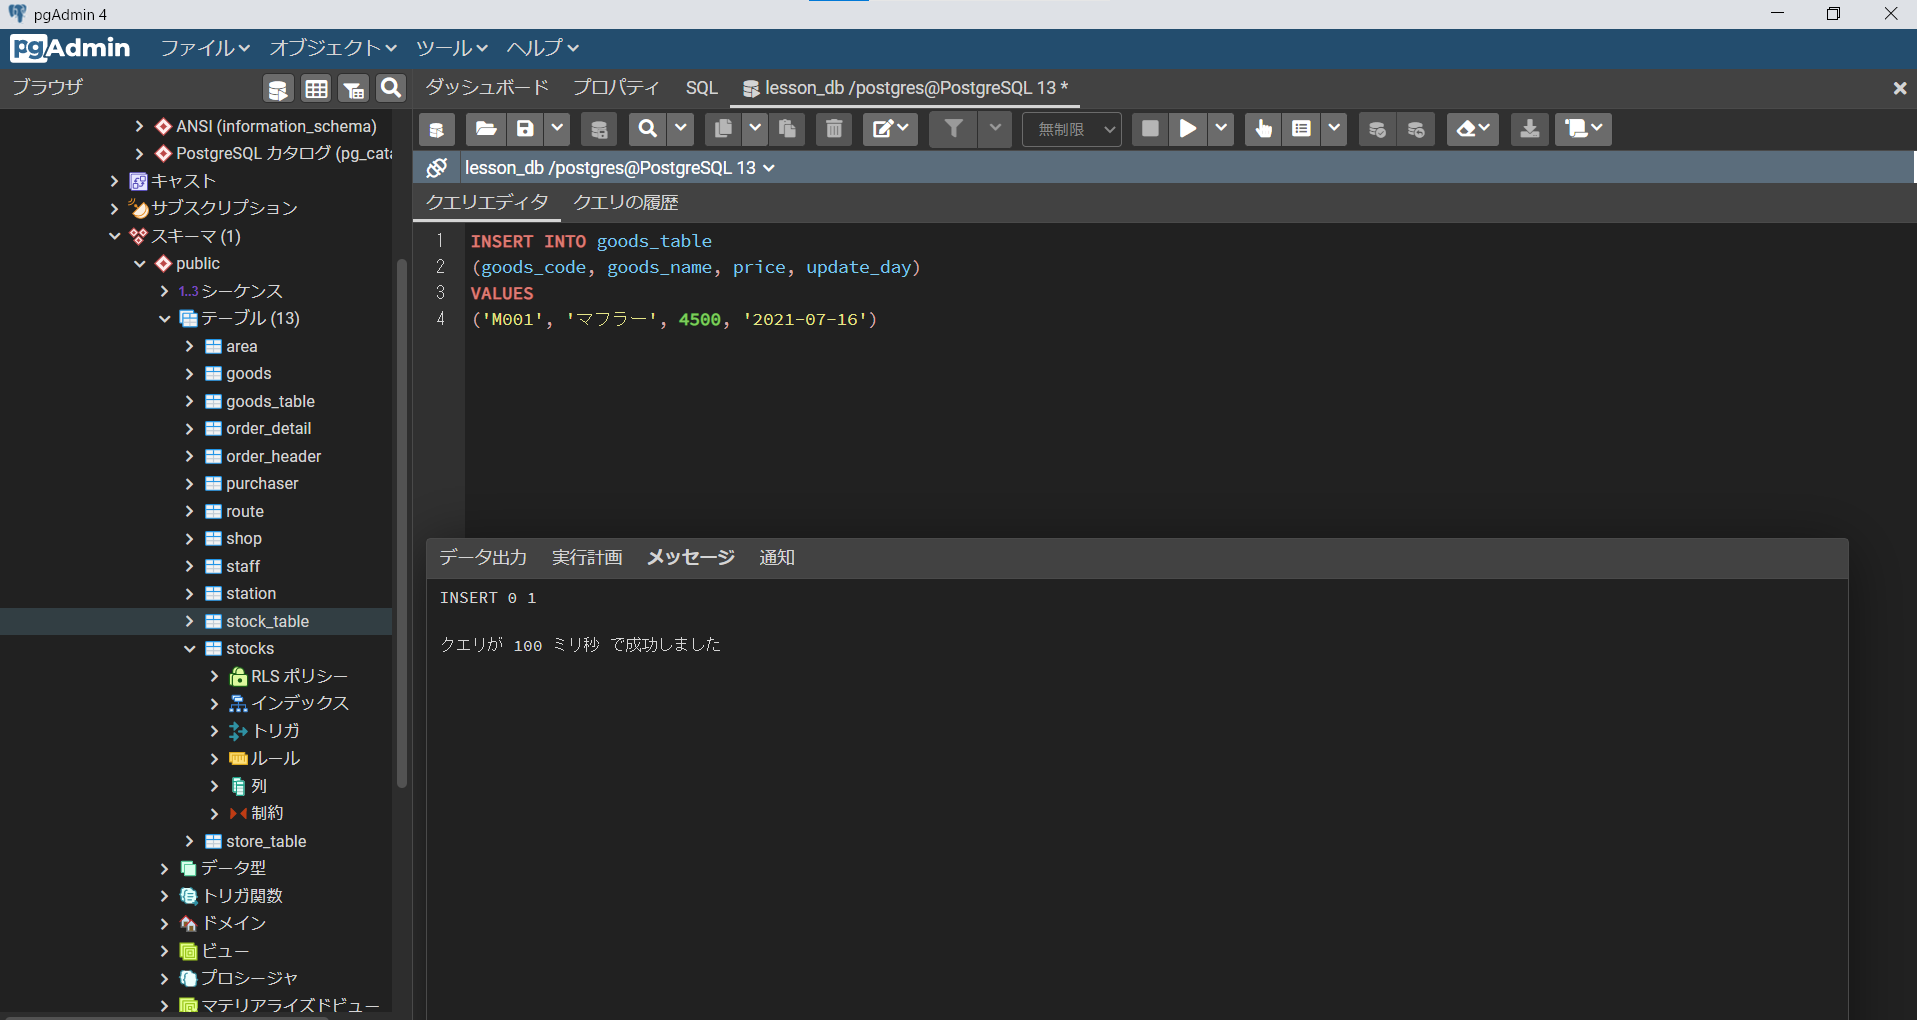 pgAdmin 4
pgAdmin ファイル オブジェクト ツール ヘルプ
ブラウザ
ダッシュボード プロパティ SQL lesson_db /postgres@PostgreSQL 13 *
無制限
lesson_db /postgres@PostgreSQL 13
クエリエディタ クエリの履歴
ANSI (information_schema)
PostgreSQL カタログ (pg_cata
キャスト
サブスクリプション
スキーマ (1)
public
1..3 シーケンス
テーブル (13)
area
goods
goods_table
order_detail
order_header
purchaser
route
shop
staff
station
stock_table
stocks
RLS ポリシー
インデックス
トリガ
ルール
列
制約
store_table
データ型
トリガ関数
ドメイン
ビュー
プロシージャ
マテリアライズドビュー
1 INSERT INTO goods_table
2 (goods_code, goods_name, price, update_day)
3 VALUES
4 ('M001', 'マフラー', 4500, '2021-07-16')
データ出力 実行計画 メッセージ 通知
INSERT 0 1
クエリが 100 ミリ秒 で成功しました